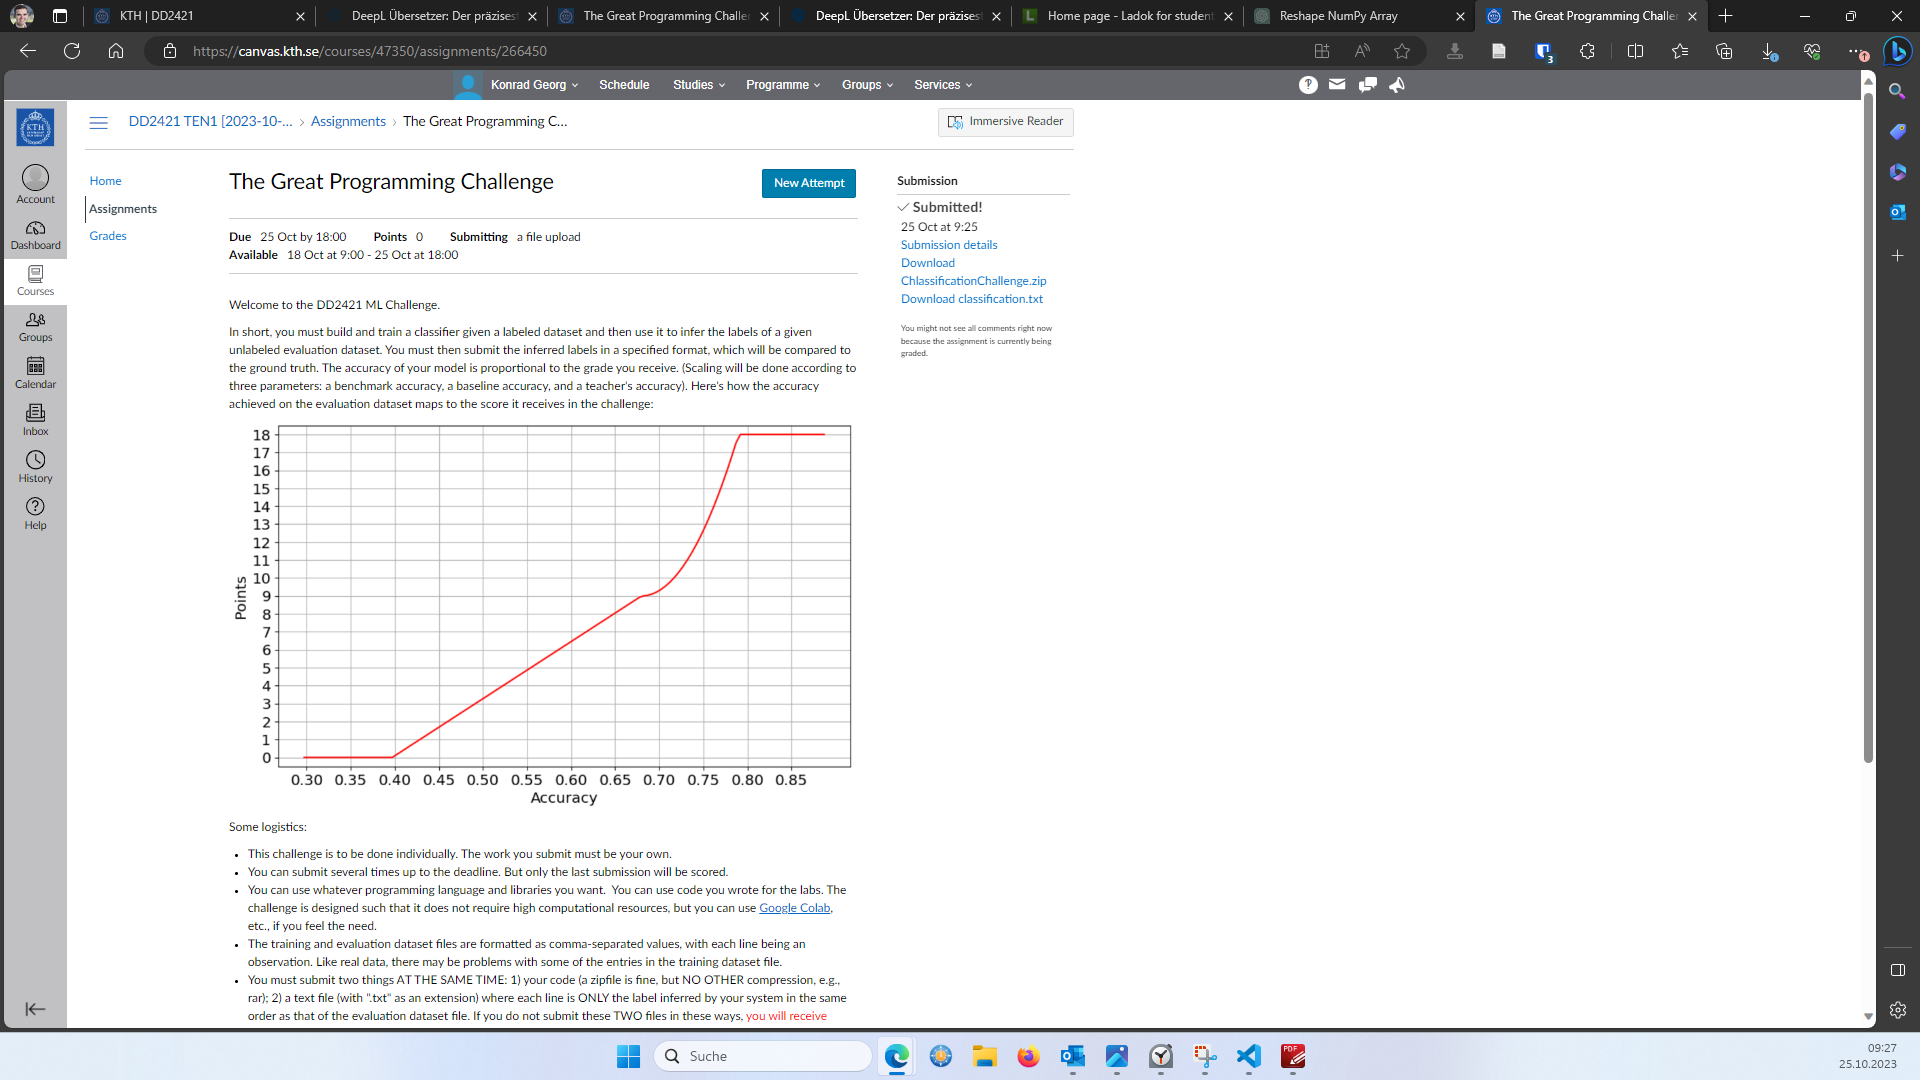 KTH | DD2421
DeepL Übersetzer: Der präzises
The Great Programming Challer
DeepL Übersetzer: Der präzises
Home page - Ladok for student
Reshape NumPy Array
The Great Programming Challer
https://canvas.kth.se/courses/47350/assignments/266450
3
1
Konrad Georg
Schedule
Studies
Programme
Groups
Services
KTH
DD2421 TEN1 [2023-10-...
Assignments
The Great Programming C...
Immersive Reader
Account
Dashboard
Courses
Groups
Calendar
Inbox
History
Help
Home
Assignments
Grades
The Great Programming Challenge
New Attempt
Due 25 Oct by 18:00 Points 0 Submitting a file upload
Available 18 Oct at 9:00 - 25 Oct at 18:00
Welcome to the DD2421 ML Challenge.
In short, you must build and train a classifier given a labeled dataset and then use it to infer the labels of a given
unlabeled evaluation dataset. You must then submit the inferred labels in a specified format, which will be compared to
the ground truth. The accuracy of your model is proportional to the grade you receive. (Scaling will be done according to
three parameters: a benchmark accuracy, a baseline accuracy, and a teacher's accuracy). Here's how the accuracy
achieved on the evaluation dataset maps to the score it receives in the challenge:
18
17
16
15
14
13
12
11
10
9
8
7
6
5
4
3
2
1
0
Points
0.30 0.35 0.40 0.45 0.50 0.55 0.60 0.65 0.70 0.75 0.80 0.85
Accuracy
Some logistics:
• This challenge is to be done individually. The work you submit must be your own.
• You can submit several times up to the deadline. But only the last submission will be scored.
• You can use whatever programming language and libraries you want. You can use code you wrote for the labs. The
challenge is designed such that it does not require high computational resources, but you can use Google Colab,
etc., if you feel the need.
• The training and evaluation dataset files are formatted as comma-separated values, with each line being an
observation. Like real data, there may be problems with some of the entries in the training dataset file.
• You must submit two things AT THE SAME TIME: 1) your code (a zipfile is fine, but NO OTHER compression, e.g.,
rar); 2) a text file (with ".txt" as an extension) where each line is ONLY the label inferred by your system in the same
order as that of the evaluation dataset file. If you do not submit these TWO files in these ways, you will receive
Submission
Submitted!
25 Oct at 9:25
Submission details
Download
ChlassificationChallenge.zip
Download classification.txt
You might not see all comments right now
because the assignment is currently being
graded.
Suche
PDF
09:27
25.10.2023